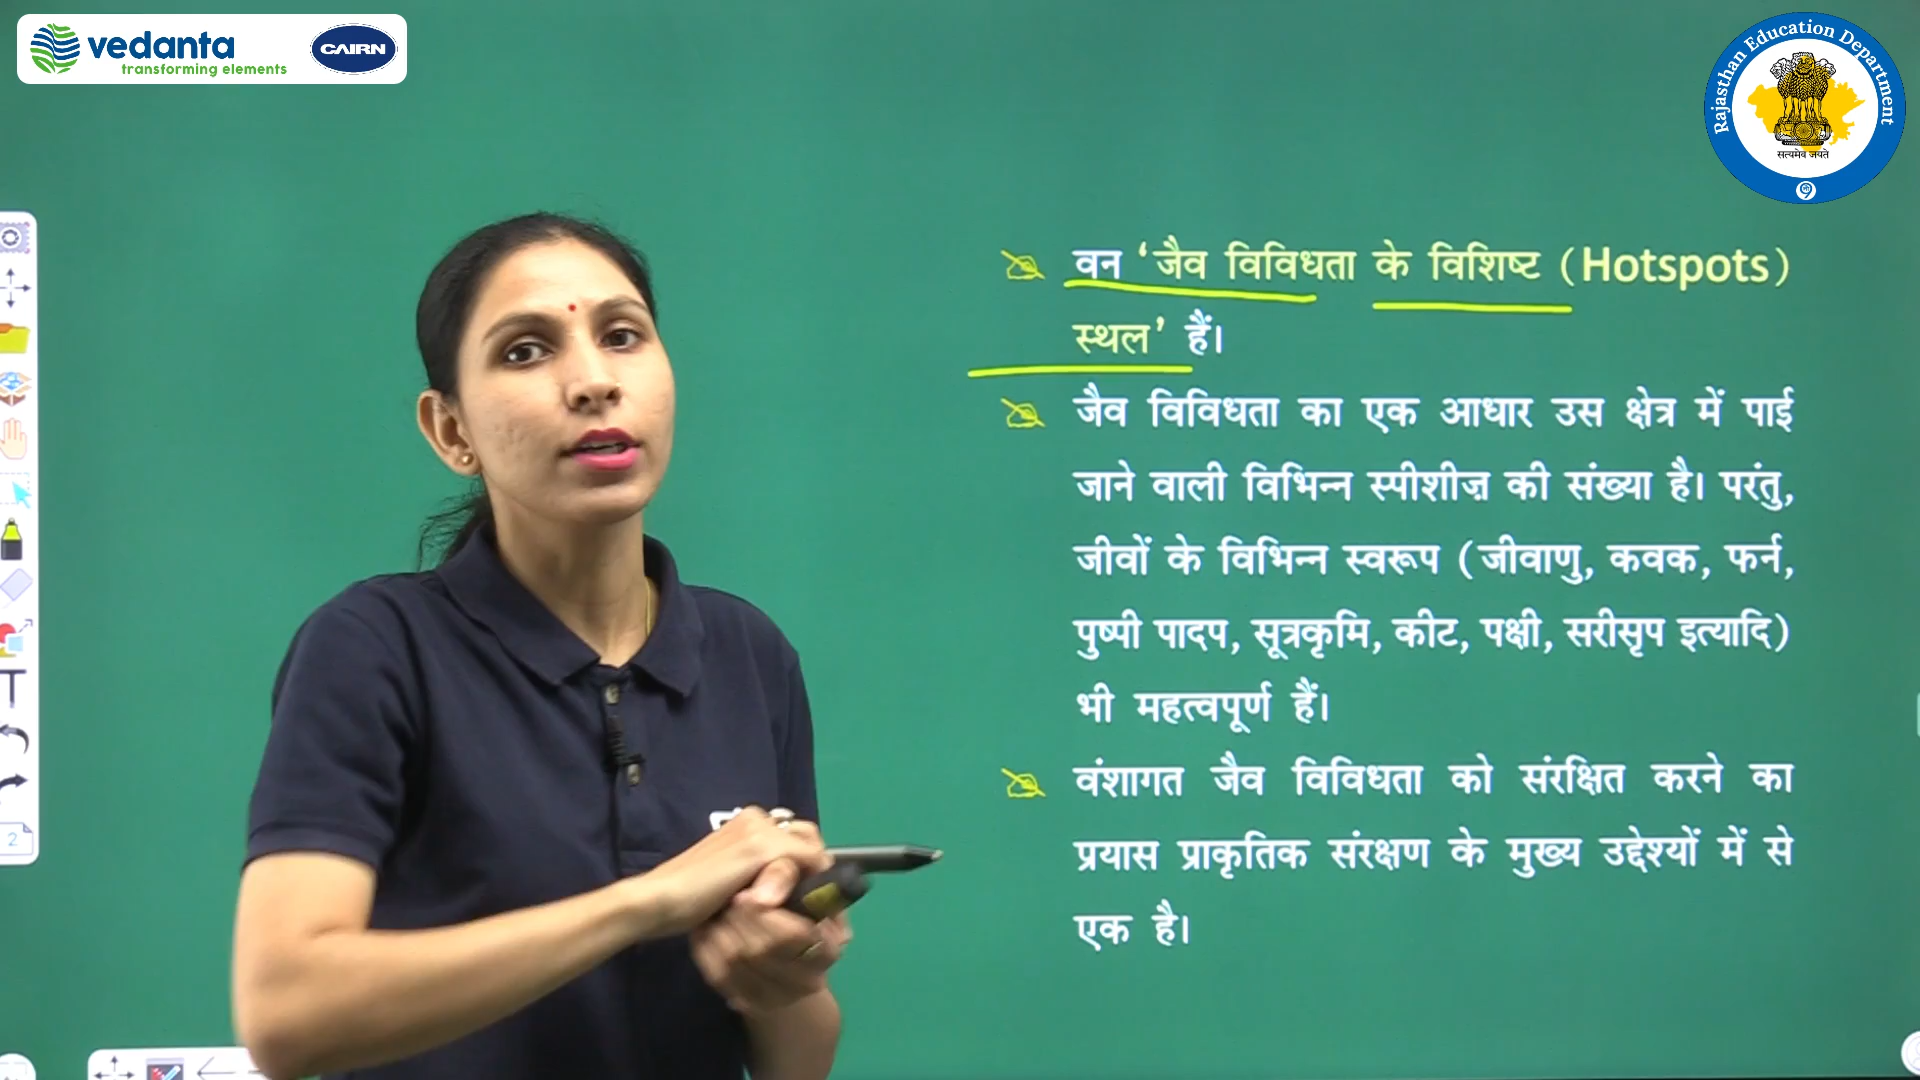 vedanta
transforming elements
CAIRN
Rajasthan Education Department
सत्यमेव जयते
वन ‘जैव विविधता के विशिष्ट (Hotspots)
स्थल’ हैं।
जैव विविधता का एक आधार उस क्षेत्र में पाई
जाने वाली विभिन्न स्पीशीज़ की संख्या है। परंतु,
जीवों के विभिन्न स्वरूप (जीवाणु, कवक, फर्न,
पुष्पी पादप, सूत्रकृमि, कीट, पक्षी, सरीसृप इत्यादि)
भी महत्वपूर्ण हैं।
वंशागत जैव विविधता को संरक्षित करने का
प्रयास प्राकृतिक संरक्षण के मुख्य उद्देश्यों में से
एक है।
T
2